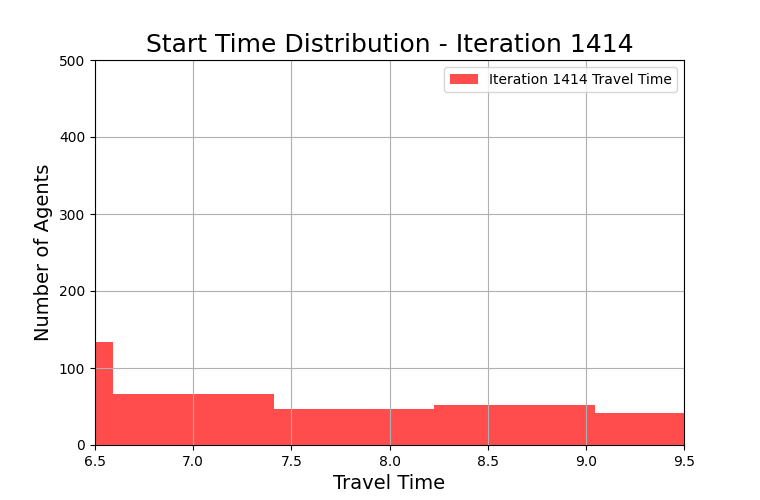 Start Time Distribution - Iteration 1414
Iteration 1414 Travel Time
Number of Agents
500
400
300
200
100
0
6.5 7.0 7.5 8.0 8.5 9.0 9.5
Travel Time